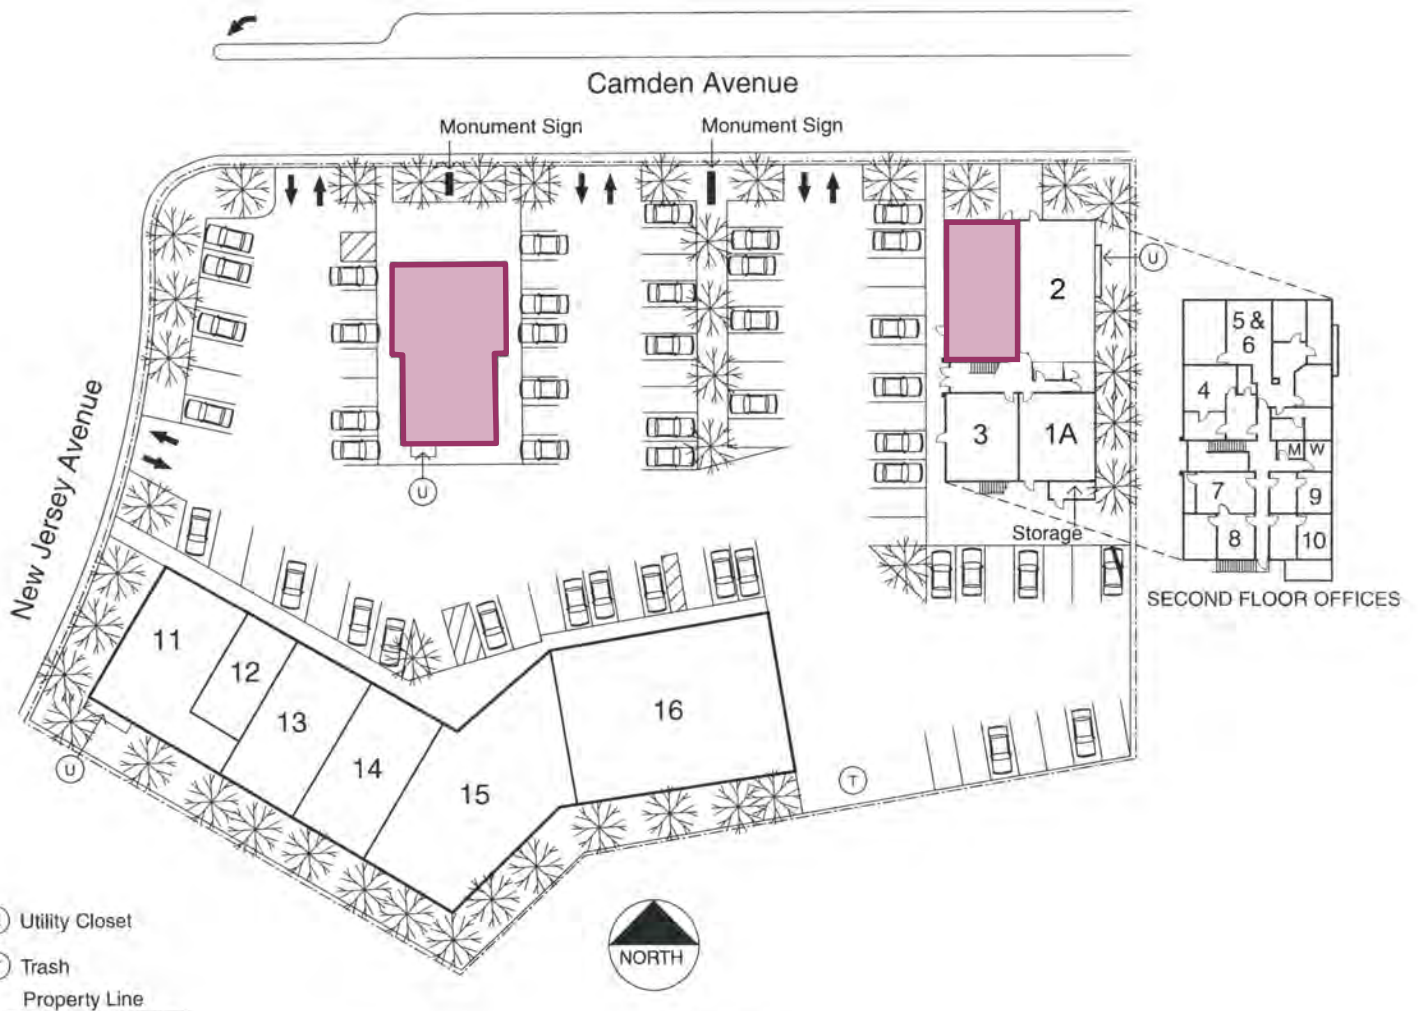 Camden Avenue
Monument Sign
Monument Sign
New Jersey Avenue
U
2
U
5 &
6
4
M W
3
1A
7
9
8
10
Storage
SECOND FLOOR OFFICES
U
11
12
13
14
15
16
T
U
Utility Closet
Trash
Property Line
NORTH